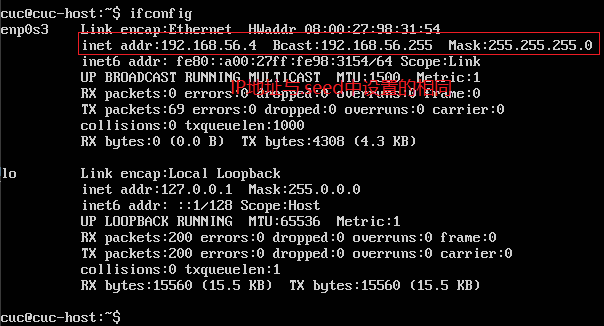 cuc@cuc-host:~$ ifconfig
enp0s3    Link encap:Ethernet  HWaddr 08:00:27:98:31:54
inet addr:192.168.56.4  Bcast:192.168.56.255  Mask:255.255.255.0
inet6 addr: fe80::a00:27ff:fe98:3154/64 Scope:Link
UP BROADCAST RUNNING MULTICAST  MTU:1500  Metric:1
IP地址与.seed中设置的相同
RX packets:0 errors:0 dropped:0 overruns:0 frame:0
TX packets:69 errors:0 dropped:0 overruns:0 carrier:0
collisions:0 txqueuelen:1000
RX bytes:0 (0.0 B)  TX bytes:4308 (4.3 KB)
lo        Link encap:Local Loopback
inet addr:127.0.0.1  Mask:255.0.0.0
inet6 addr: ::1/128 Scope:Host
UP LOOPBACK RUNNING  MTU:65536  Metric:1
RX packets:200 errors:0 dropped:0 overruns:0 frame:0
TX packets:200 errors:0 dropped:0 overruns:0 carrier:0
collisions:0 txqueuelen:1
RX bytes:15560 (15.5 KB)  TX bytes:15560 (15.5 KB)
cuc@cuc-host:~$